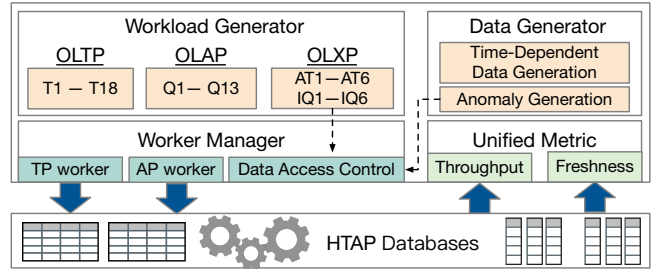 Workload Generator
OLTP
OLAP
OLXP
T1 — T18
Q1— Q13
AT1—AT6
IQ1—IQ6
Data Generator
Time-Dependent
Data Generation
Anomaly Generation
Worker Manager
TP worker
AP worker
Data Access Control
Unified Metric
Throughput
Freshness
HTAP Databases